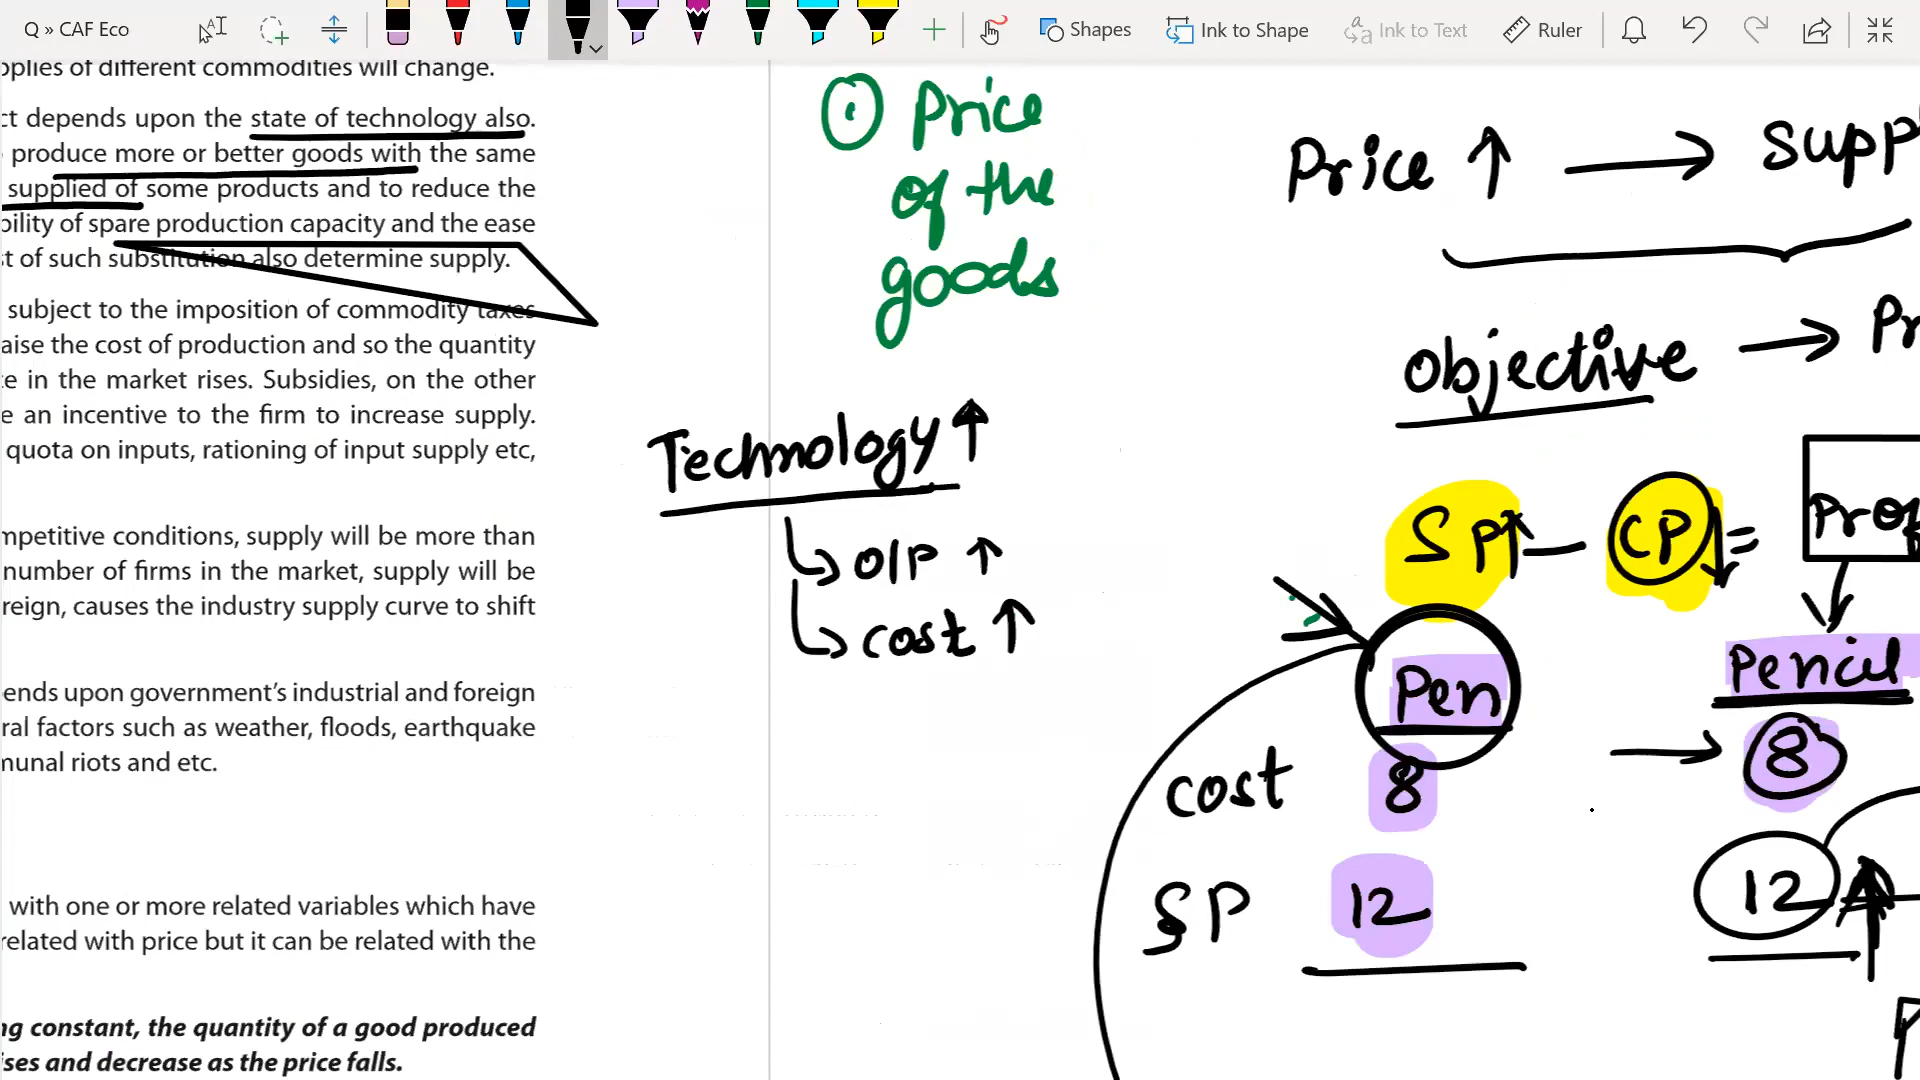 Q » CAF Eco
Shapes
Ink to Shape
Ink to Text
Ruler
pplies of different commodities will change.
ct depends upon the state of technology also.
produce more or better goods with the same
supplied of some products and to reduce the
bility of spare production capacity and the ease
st of such substitution also determine supply.
subject to the imposition of commodity taxes
aise the cost of production and so the quantity
e in the market rises. Subsidies, on the other
e an incentive to the firm to increase supply.
quota on inputs, rationing of input supply etc,
mpetitive conditions, supply will be more than
number of firms in the market, supply will be
reign, causes the industry supply curve to shift
ends upon government's industrial and foreign
ral factors such as weather, floods, earthquake
munal riots and etc.
with one or more related variables which have
related with price but it can be related with the
ng constant, the quantity of a good produced
ses and decrease as the price falls.
① Price
of the
goods
Technology ↑
↳ O/P ↑
↳ cost ↑
Price ↑ → Supp
Objective → Pr
SP↑ — CP↓ = Prof
Pen Pencil
cost 8 → 8
SP 12 12
P